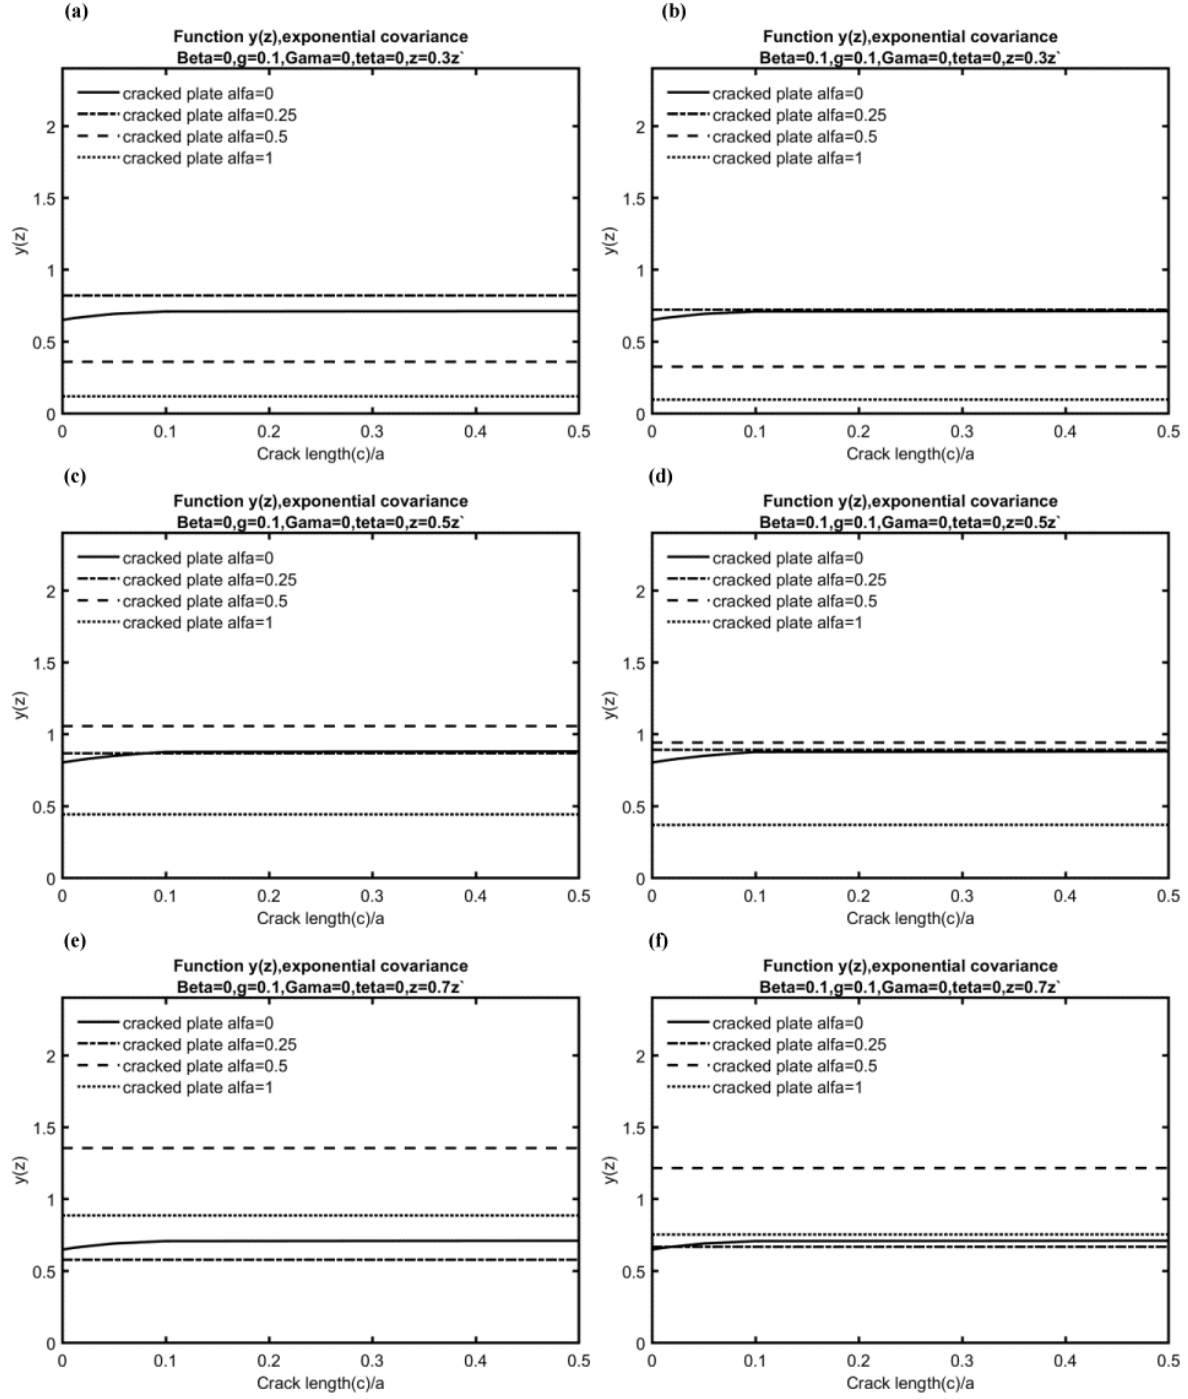 (a)
Function y(z),exponential covariance
Beta=0,g=0.1,Gama=0,teta=0,z=0.3z`
cracked plate alfa=0
cracked plate alfa=0.25
cracked plate alfa=0.5
cracked plate alfa=1
2
1.5
1
0.5
0
y(z)
0 0.1 0.2 0.3 0.4 0.5
Crack length(c)/a
(b)
Function y(z),exponential covariance
Beta=0.1,g=0.1,Gama=0,teta=0,z=0.3z`
cracked plate alfa=0
cracked plate alfa=0.25
cracked plate alfa=0.5
cracked plate alfa=1
2
1.5
1
0.5
0
y(z)
0 0.1 0.2 0.3 0.4 0.5
Crack length(c)/a
(c)
Function y(z),exponential covariance
Beta=0,g=0.1,Gama=0,teta=0,z=0.5z`
cracked plate alfa=0
cracked plate alfa=0.25
cracked plate alfa=0.5
cracked plate alfa=1
2
1.5
1
0.5
0
y(z)
0 0.1 0.2 0.3 0.4 0.5
Crack length(c)/a
(d)
Function y(z),exponential covariance
Beta=0.1,g=0.1,Gama=0,teta=0,z=0.5z`
cracked plate alfa=0
cracked plate alfa=0.25
cracked plate alfa=0.5
cracked plate alfa=1
2
1.5
1
0.5
0
y(z)
0 0.1 0.2 0.3 0.4 0.5
Crack length(c)/a
(e)
Function y(z),exponential covariance
Beta=0,g=0.1,Gama=0,teta=0,z=0.7z`
cracked plate alfa=0
cracked plate alfa=0.25
cracked plate alfa=0.5
cracked plate alfa=1
2
1.5
1
0.5
0
y(z)
0 0.1 0.2 0.3 0.4 0.5
Crack length(c)/a
(f)
Function y(z),exponential covariance
Beta=0.1,g=0.1,Gama=0,teta=0,z=0.7z`
cracked plate alfa=0
cracked plate alfa=0.25
cracked plate alfa=0.5
cracked plate alfa=1
2
1.5
1
0.5
0
y(z)
0 0.1 0.2 0.3 0.4 0.5
Crack length(c)/a